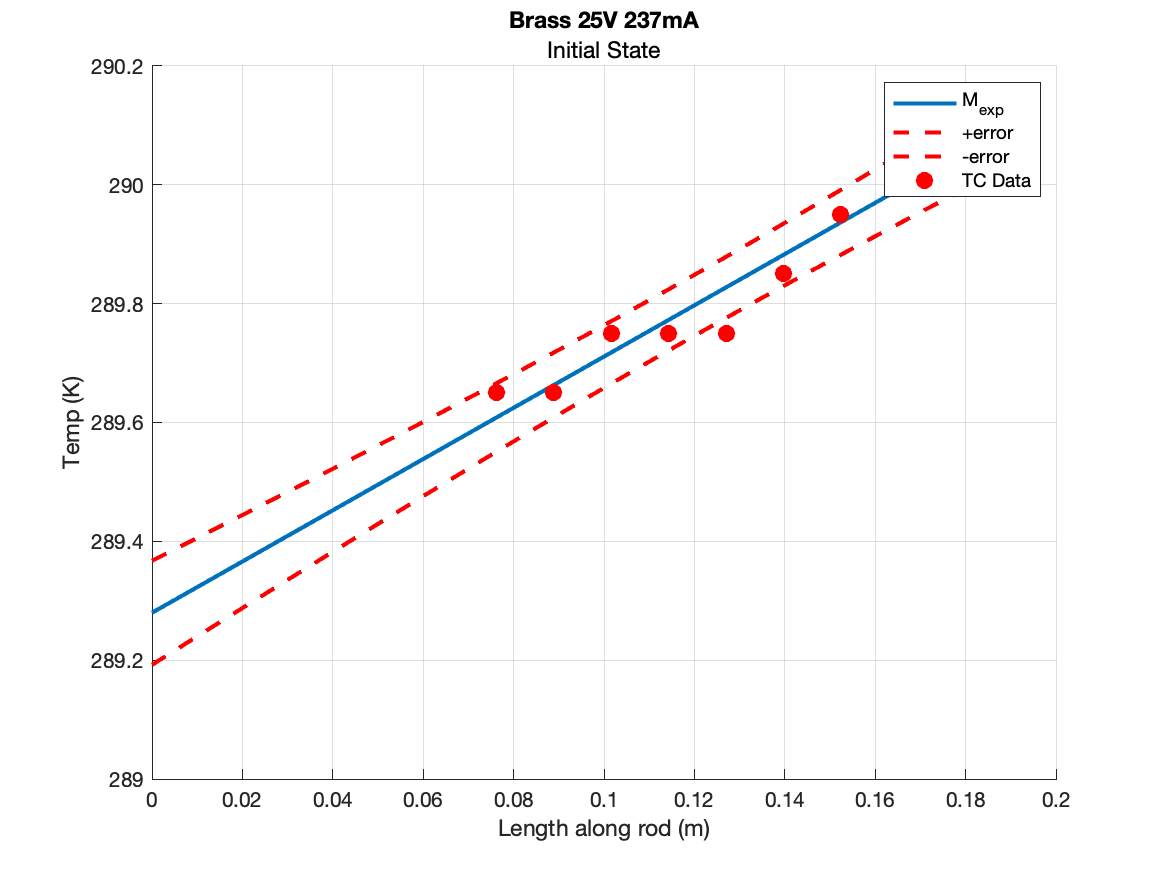 Brass 25V 237mA
Initial State
290.2
290
289.8
289.6
289.4
289.2
289
Temp (K)
M_exp
+error
-error
TC Data
0 0.02 0.04 0.06 0.08 0.1 0.12 0.14 0.16 0.18 0.2
Length along rod (m)